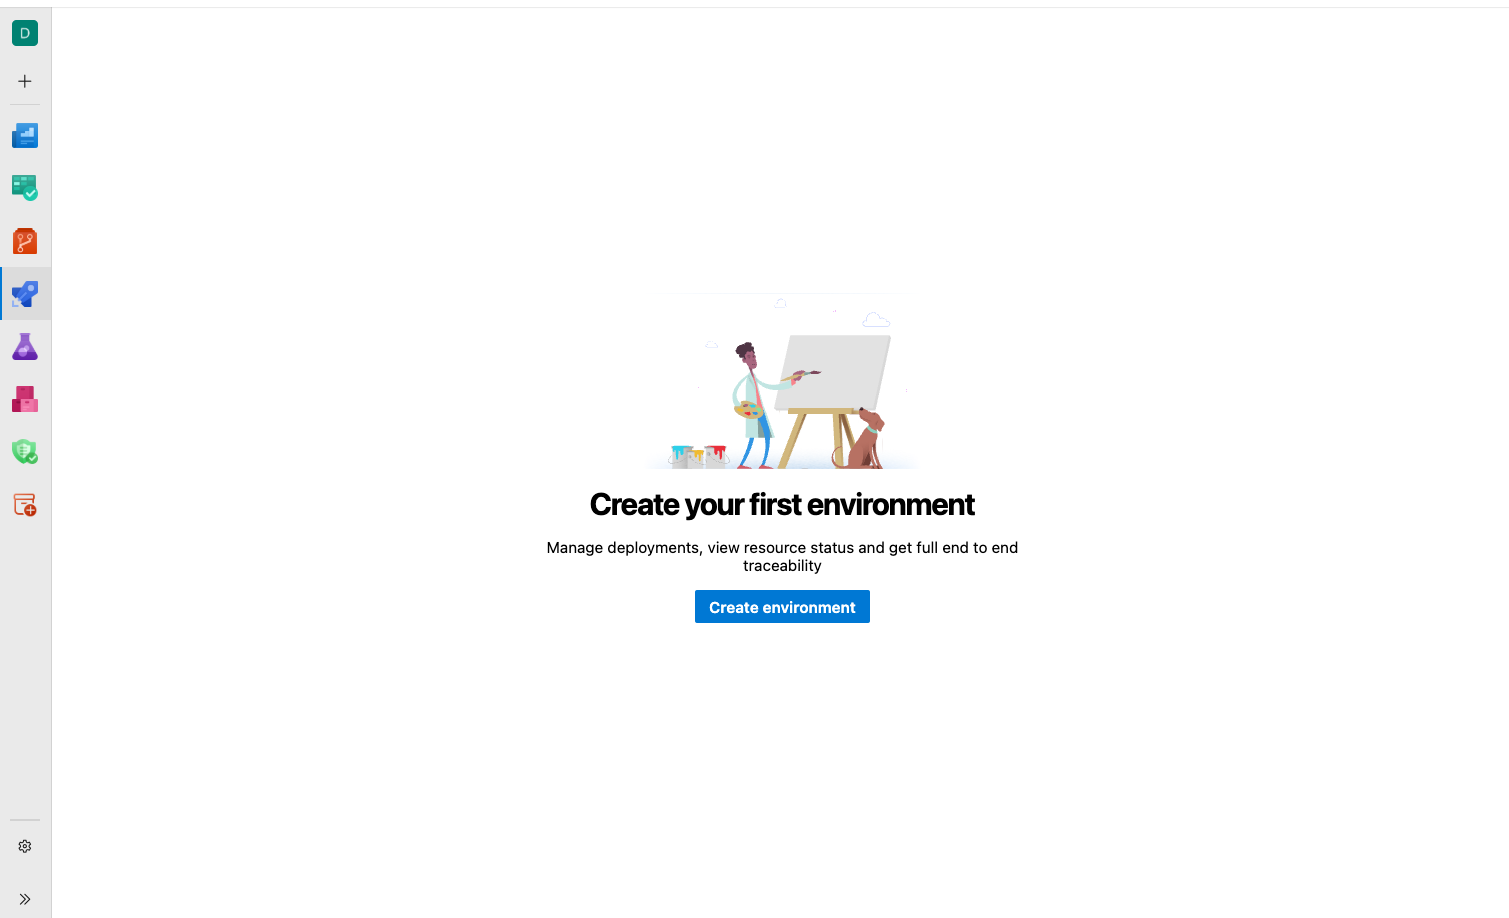 D
Create your first environment
Manage deployments, view resource status and get full end to end
traceability
Create environment